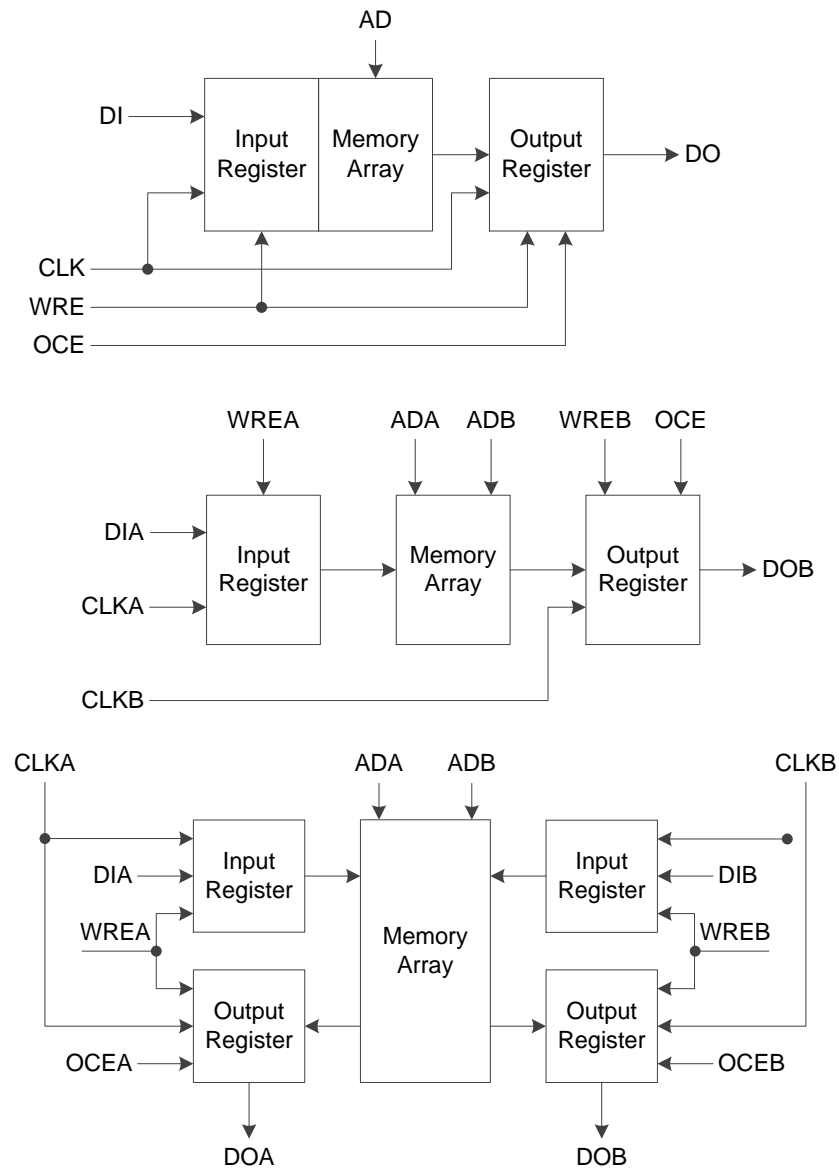 AD
DI
Input
Register
Memory
Array
Output
Register
DO
CLK
WRE
OCE
WREA
ADA
ADB
WREB
OCE
DIA
Input
Register
Memory
Array
Output
Register
DOB
CLKA
CLKB
CLKA
ADA
ADB
CLKB
Input
Register
Input
Register
DIA
DIB
WREA
WREB
Memory
Array
Output
Register
Output
Register
OCEA
OCEB
DOA
DOB